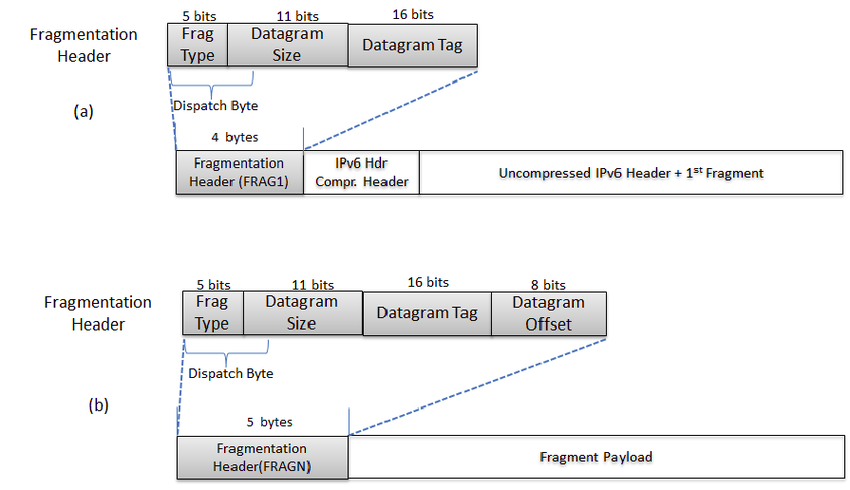 5 bits 11 bits 16 bits
Fragmentation Header
Frag Type
Datagram Size
Datagram Tag
Dispatch Byte
(a)
4 bytes
Fragmentation
Header (FRAG1)
IPv6 Hdr
Compr. Header
Uncompressed IPv6 Header + 1st Fragment
5 bits 11 bits 16 bits 8 bits
Fragmentation
Header
Frag
Type
Datagram
Size
Datagram Tag
Datagram
Offset
Dispatch Byte
(b)
5 bytes
Fragmentation
Header(FRAGN)
Fragment Payload